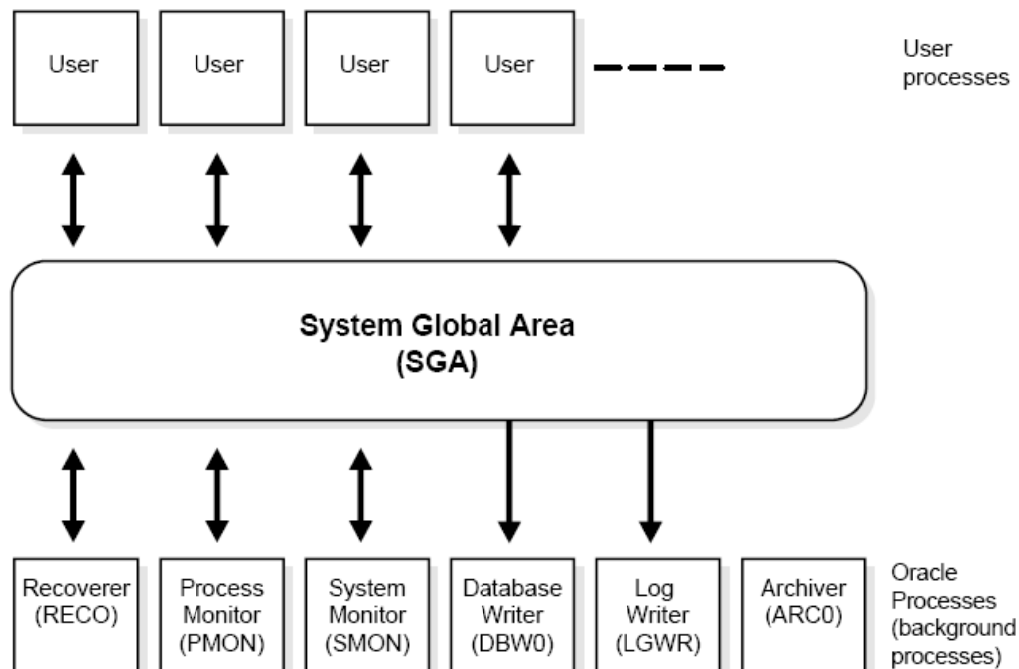 User
User
User
User
User
processes
System Global Area
(SGA)
Recoverer
(RECO)
Process
Monitor
(PMON)
System
Monitor
(SMON)
Database
Writer
(DBW0)
Log
Writer
(LGWR)
Archiver
(ARC0)
Oracle
Processes
(background
processes)